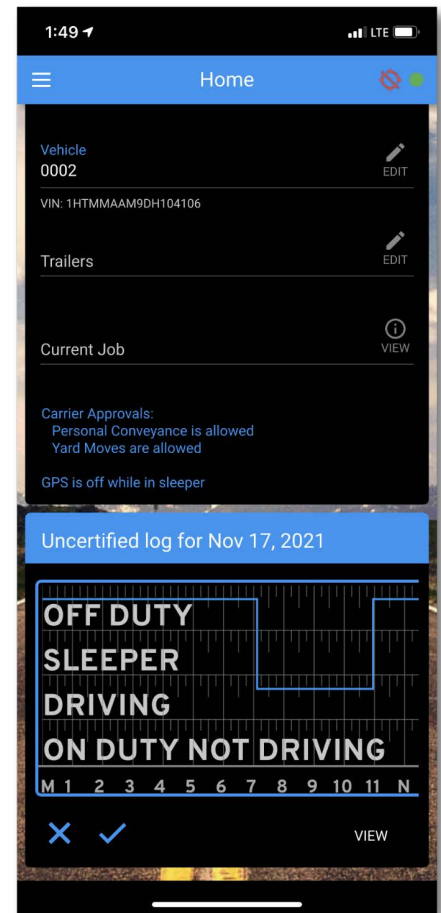 1:49
LTE
Home
Vehicle
0002
EDIT
VIN: 1HTMMAAM9DH104106
Trailers
EDIT
Current Job
VIEW
Carrier Approvals:
Personal Conveyance is allowed
Yard Moves are allowed
GPS is off while in sleeper
Uncertified log for Nov 17, 2021
OFF DUTY
SLEEPER
DRIVING
ON DUTY NOT DRIVING
M 1 2 3 4 5 6 7 8 9 10 11 N
VIEW